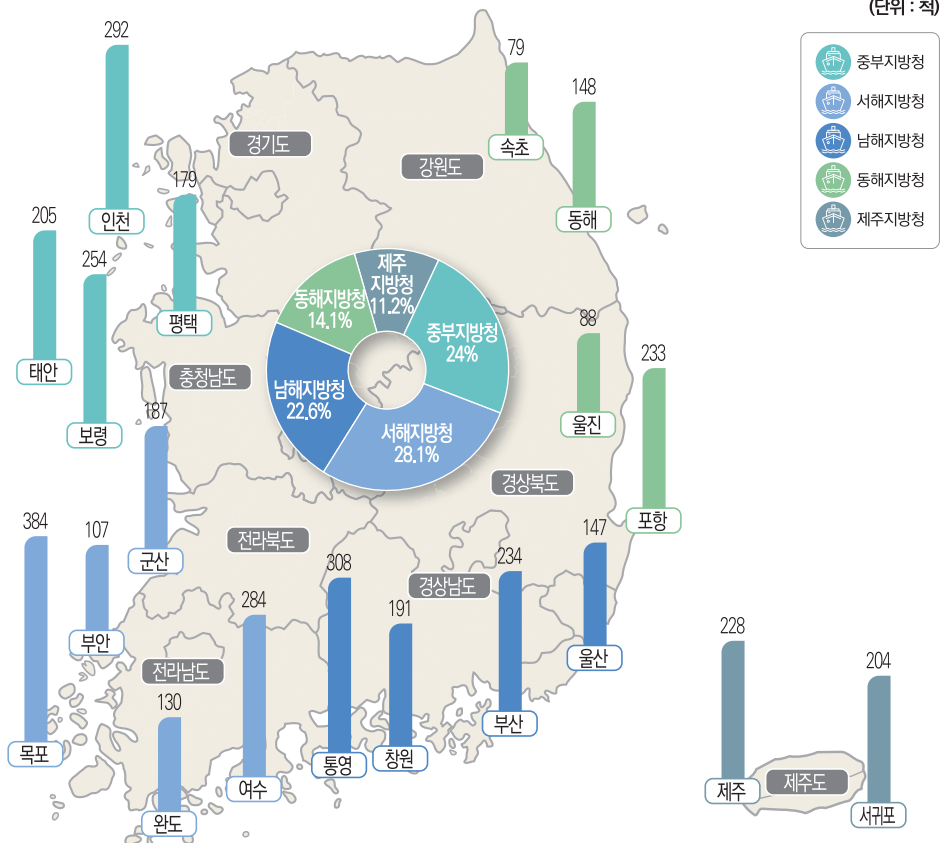 (단위 : 척)
중부지방청
서해지방청
남해지방청
동해지방청
제주지방청
292
인천
179
평택
205
태안
254
보령
79
속초
148
동해
88
울진
233
포항
경기도
강원도
충청남도
경상북도
전라북도
경상남도
전라남도
제주도
제주
지방청
11.2%
중부지방청
24%
서해지방청
28.1%
남해지방청
22.6%
동해지방청
14.1%
187
군산
384
목포
107
부안
130
완도
284
여수
308
통영
191
창원
234
부산
147
울산
228
제주
204
서귀포